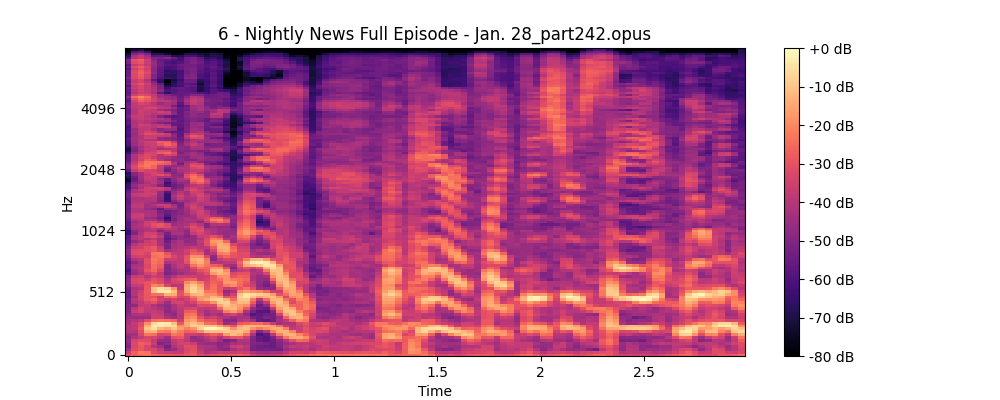 6 - Nightly News Full Episode - Jan. 28_part242.opus
+0 dB
-10 dB
-20 dB
-30 dB
-40 dB
-50 dB
-60 dB
-70 dB
-80 dB
4096
2048
1024
512
0
Hz
0
0.5
1
1.5
2
2.5
Time